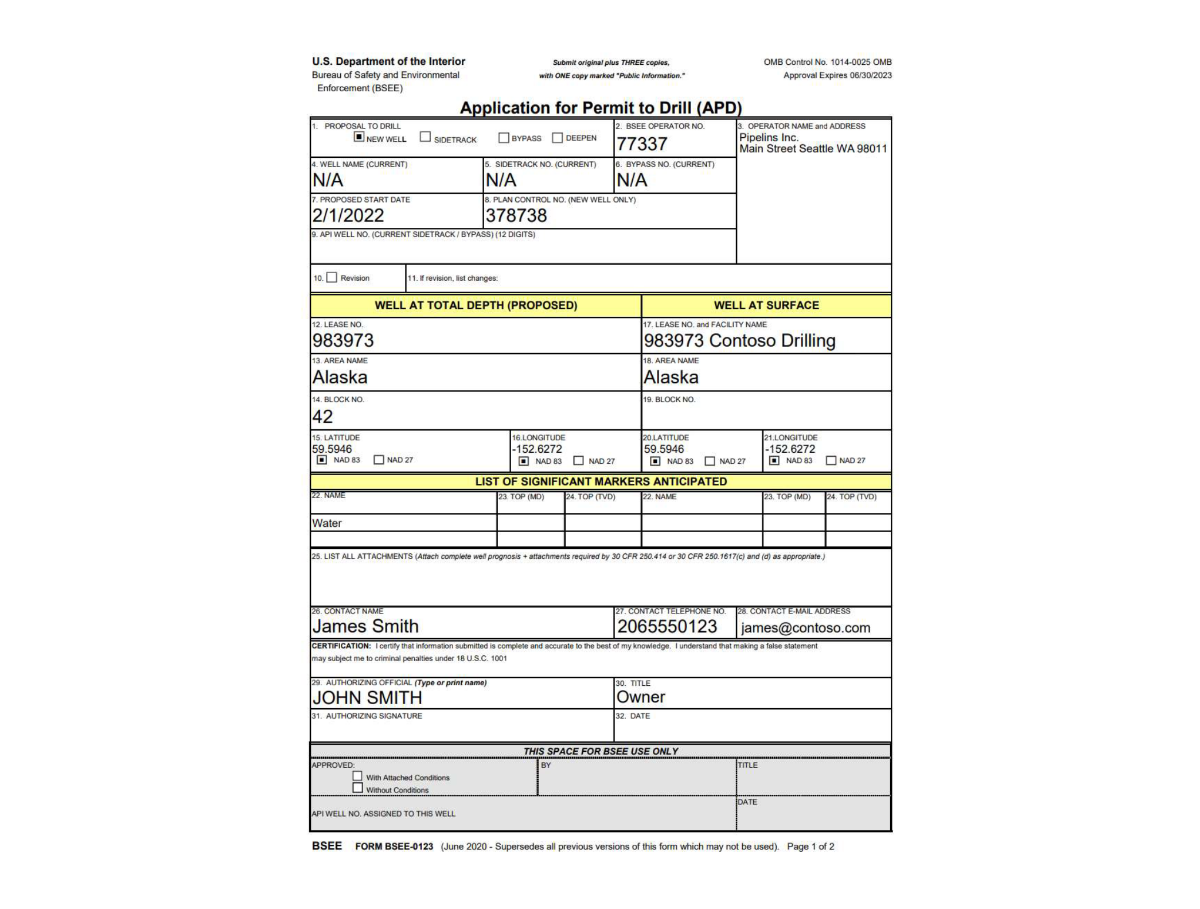 U.S. Department of the Interior
Bureau of Safety and Environmental
Enforcement (BSEE)
Submit original plus THREE copies,
with ONE copy marked "Public Information."
OMB Control No. 1014-0025 OMB
Approval Expires 06/30/2023
Application for Permit to Drill (APD)
1. PROPOSAL TO DRILL
NEW WELL SIDETRACK BYPASS DEEPEN
2. BSEE OPERATOR NO.
77337
3. OPERATOR NAME and ADDRESS
Pipelins Inc.
Main Street Seattle WA 98011
4. WELL NAME (CURRENT)
N/A
5. SIDETRACK NO. (CURRENT)
N/A
6. BYPASS NO. (CURRENT)
N/A
7. PROPOSED START DATE
2/1/2022
8. PLAN CONTROL NO. (NEW WELL ONLY)
378738
9. API WELL NO. (CURRENT SIDETRACK / BYPASS) (12 DIGITS)
10. Revision
11. If revision, list changes:
WELL AT TOTAL DEPTH (PROPOSED)
WELL AT SURFACE
12. LEASE NO.
983973
17. LEASE NO. and FACILITY NAME
983973 Contoso Drilling
13. AREA NAME
Alaska
18. AREA NAME
Alaska
14. BLOCK NO.
42
19. BLOCK NO.
15. LATITUDE
59.5946
NAD 83 NAD 27
16.LONGITUDE
-152.6272
NAD 83 NAD 27
20.LATITUDE
59.5946
NAD 83 NAD 27
21.LONGITUDE
-152.6272
NAD 83 NAD 27
LIST OF SIGNIFICANT MARKERS ANTICIPATED
22. NAME 23. TOP (MD) 24. TOP (TVD) 22. NAME 23. TOP (MD) 24. TOP (TVD)
Water
25. LIST ALL ATTACHMENTS (Attach complete well prognosis + attachments required by 30 CFR 250.414 or 30 CFR 250.1617(c) and (d) as appropriate.)
26. CONTACT NAME
James Smith
27. CONTACT TELEPHONE NO.
2065550123
28. CONTACT E-MAIL ADDRESS
james@contoso.com
CERTIFICATION: I certify that information submitted is complete and accurate to the best of my knowledge. I understand that making a false statement
may subject me to criminal penalties under 18 U.S.C. 1001
29. AUTHORIZING OFFICIAL (Type or print name)
JOHN SMITH
30. TITLE
Owner
31. AUTHORIZING SIGNATURE
32. DATE
THIS SPACE FOR BSEE USE ONLY
APPROVED:
With Attached Conditions
Without Conditions
BY
TITLE
API WELL NO. ASSIGNED TO THIS WELL
DATE
BSEE FORM BSEE-0123 (June 2020 - Supersedes all previous versions of this form which may not be used). Page 1 of 2